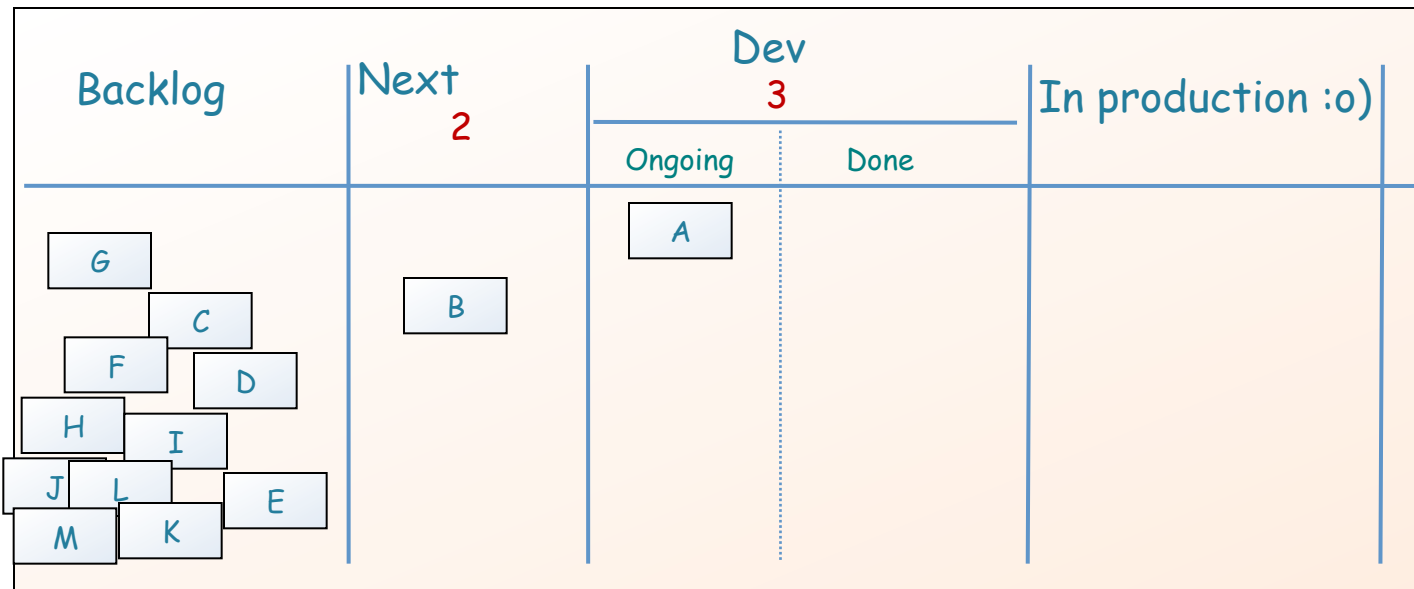 Backlog
Next
2
Dev
3
Ongoing
Done
In production :o)
G
C
F
D
H
I
J
L
E
M
K
B
A